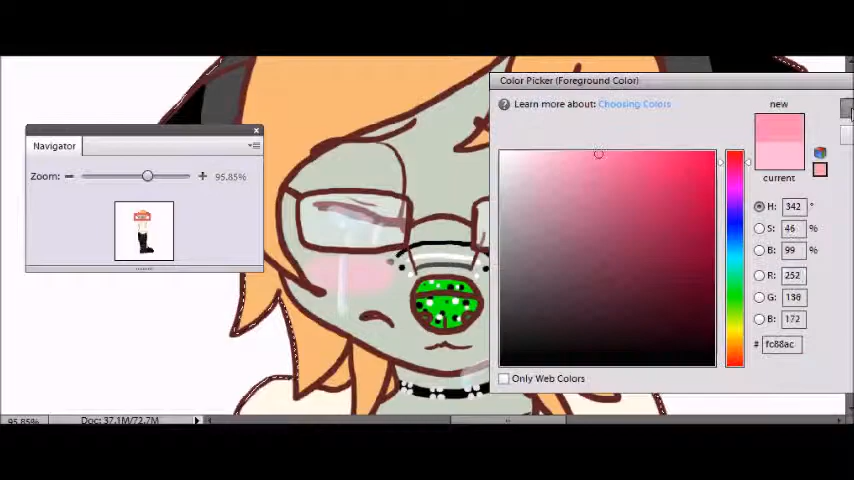 Color Picker (Foreground Color)
Learn more about: Choosing Colors
new
current
Navigator
Zoom:
95.85%
H: 342 °
S: 46 %
B: 99 %
R: 252
G: 136
B: 172
# fc88ac
Only Web Colors
95.85%
Doc: 37.1M/72.7M